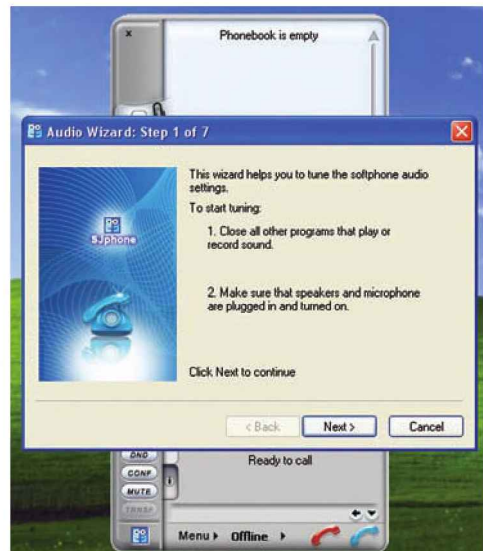 Phonebook is empty
Audio Wizard: Step 1 of 7
This wizard helps you to tune the softphone audio
settings.
To start tuning:
1. Close all other programs that play or
record sound.
2. Make sure that speakers and microphone
are plugged in and turned on.
SJphone
Click Next to continue
< Back
Next >
Cancel
DND
Ready to call
CONF
MUTE
TRNSF
Menu
Offline